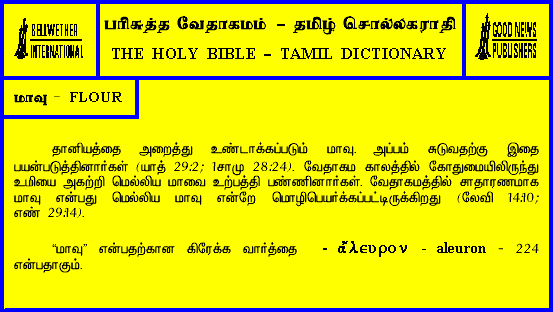 BELLWETHER
INTERNATIONAL
பரிசுத்த வேதாகமம் – தமிழ் சொல்லகராதி
THE HOLY BIBLE – TAMIL DICTIONARY
GOOD NEWS
PUBLISHERS
மாவு – FLOUR
தானியத்தை அறைத்து உண்டாக்கப்படும் மாவு. அப்பம் சுடுவதற்கு இதை
பயன்படுத்தினார்கள் (யாத் 29:2; 1சாமு 28:24). வேதாகம காலத்தில் கோதுமையிலிருந்து
உமியை அகற்றி மெல்லிய மாவை உற்பத்தி பண்ணினார்கள். வேதாகமத்தில் சாதாரணமாக
மாவு என்பது மெல்லிய மாவு என்றே மொழிபெயர்க்கப்பட்டிருக்கிறது (லேவி 14:10;
எண் 29:14).
“மாவு” என்பதற்கான கிரேக்க வார்த்தை - ἄλευρον - aleuron - 224
என்பதாகும்.